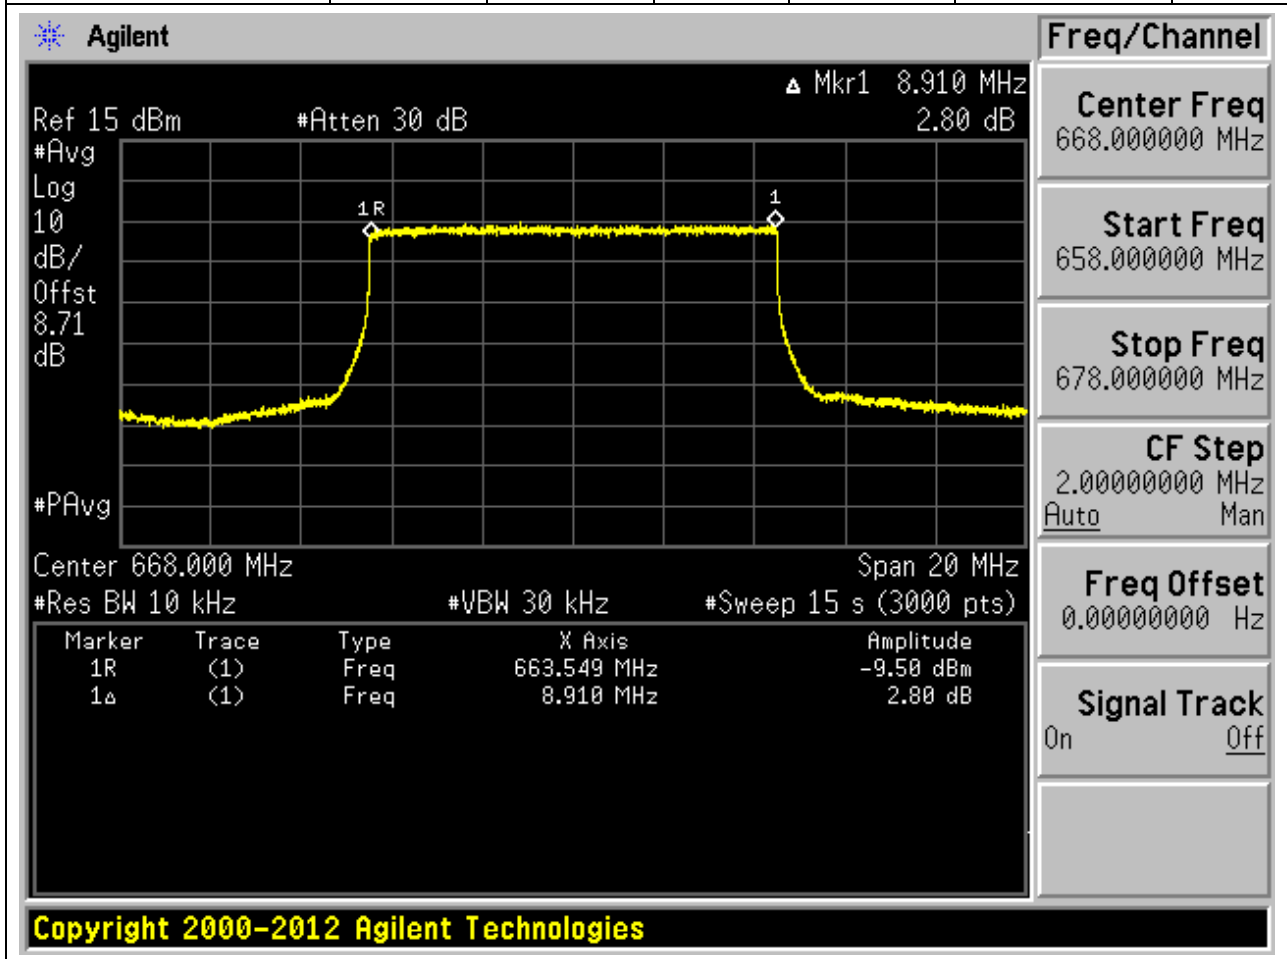 Agilent
Freq/Channel
Δ Mkr1 8.910 MHz
Ref 15 dBm #Atten 30 dB 2.80 dB
#Avg
Log
10
dB/
Offst
8.71
dB
1R
1
#PAvg
Center 668.000 MHz Span 20 MHz
#Res BW 10 kHz #VBW 30 kHz #Sweep 15 s (3000 pts)
Marker Trace Type X Axis Amplitude
1R (1) Freq 663.549 MHz -9.50 dBm
1Δ (1) Freq 8.910 MHz 2.80 dB
Center Freq
668.000000 MHz
Start Freq
658.000000 MHz
Stop Freq
678.000000 MHz
CF Step
2.00000000 MHz
Auto Man
Freq Offset
0.00000000 Hz
Signal Track
On Off
Copyright 2000-2012 Agilent Technologies